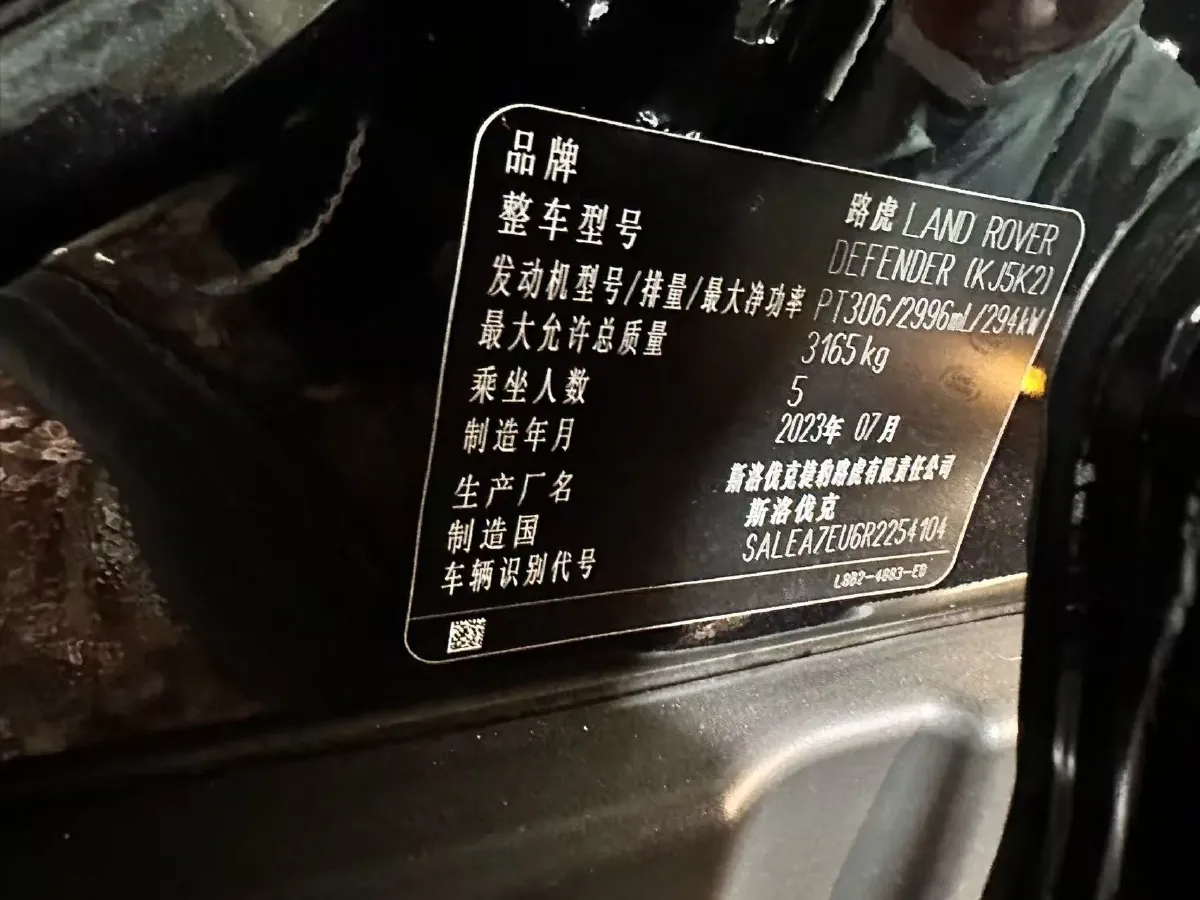 品牌 路虎 LAND ROVER
整车型号 DEFENDER (KJ5K2)
发动机型号/排量/最大净功率 PT306/2996mL/294kW
最大允许总质量 3165kg
乘坐人数 5
制造年月 2023年 07月
生产厂名 斯洛伐克捷豹路虎有限责任公司
制造国 斯洛伐克
车辆识别代号 SALEA7EU6R2254104
L8B2-4883-ED